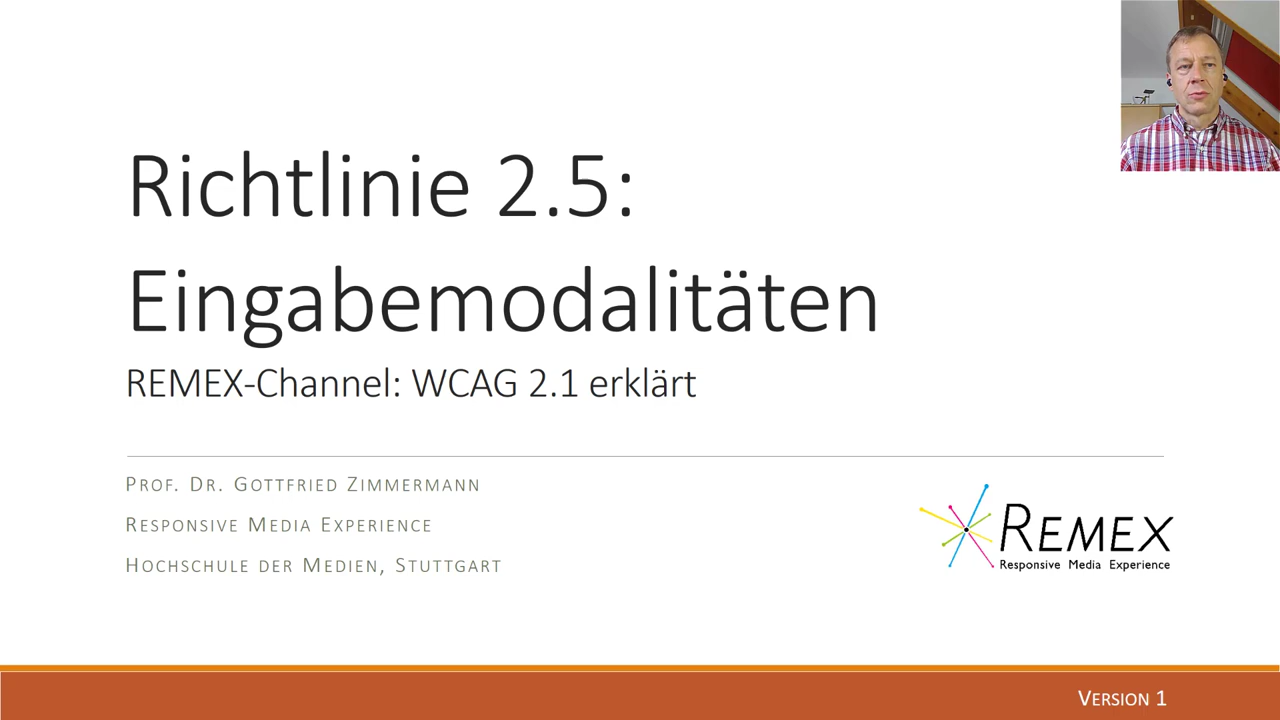 Richtlinie 2.5:
Eingabemodalitäten
REMEX-Channel: WCAG 2.1 erklärt
Prof. Dr. Gottfried Zimmermann
Responsive Media Experience
Hochschule der Medien, Stuttgart
REMEX
Responsive Media Experience
Version 1